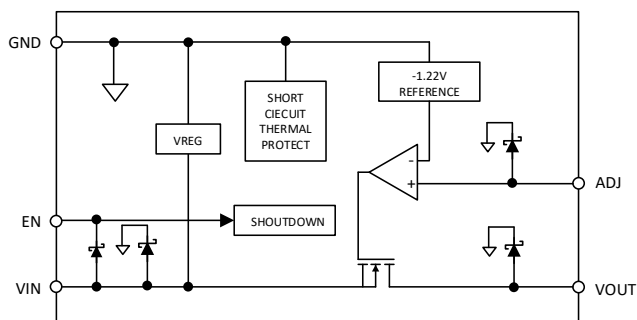 GND
-1.22V
REFERENCE
SHORT
CIECUIT
THERMAL
PROTECT
VREG
-
+
ADJ
EN
SHOUTDOWN
VIN
VOUT